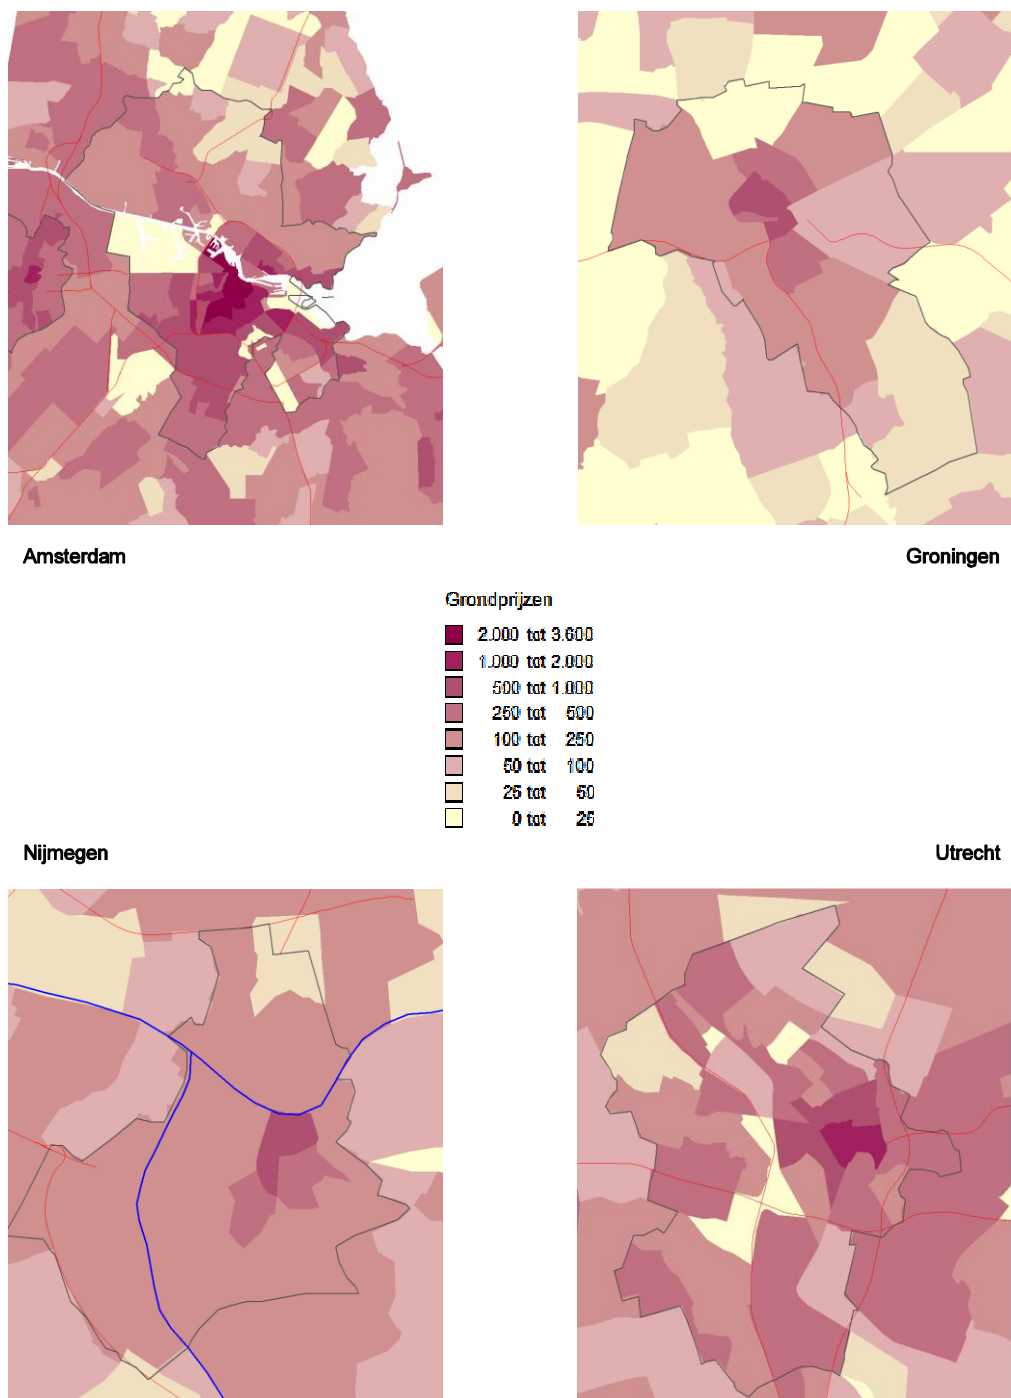 Amsterdam
Groningen
Grondprijzen
2.000 tot 3.600
1.000 tot 2.000
500 tot 1.000
250 tot 500
100 tot 250
50 tot 100
25 tot 50
0 tot 25
Nijmegen
Utrecht